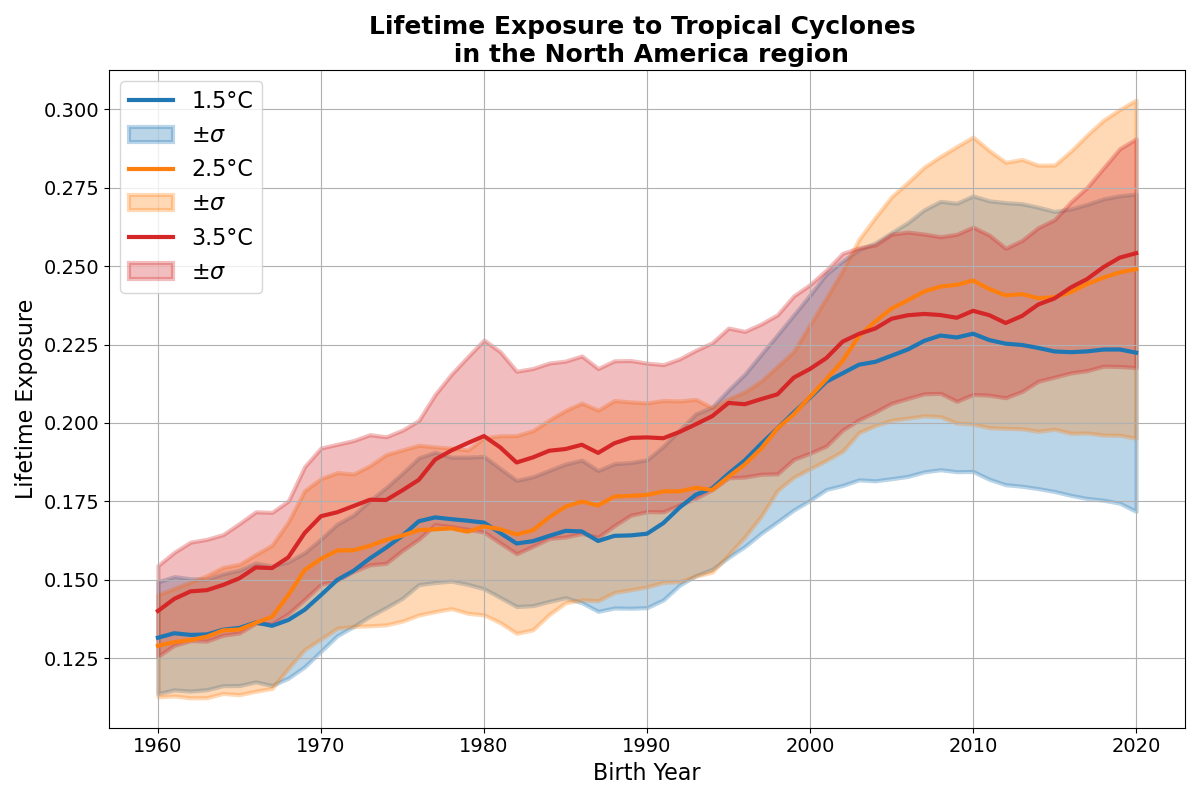 Lifetime Exposure to Tropical Cyclones
in the North America region
1.5°C
±σ
2.5°C
±σ
3.5°C
±σ
Lifetime Exposure
0.300
0.275
0.250
0.225
0.200
0.175
0.150
0.125
1960 1970 1980 1990 2000 2010 2020
Birth Year